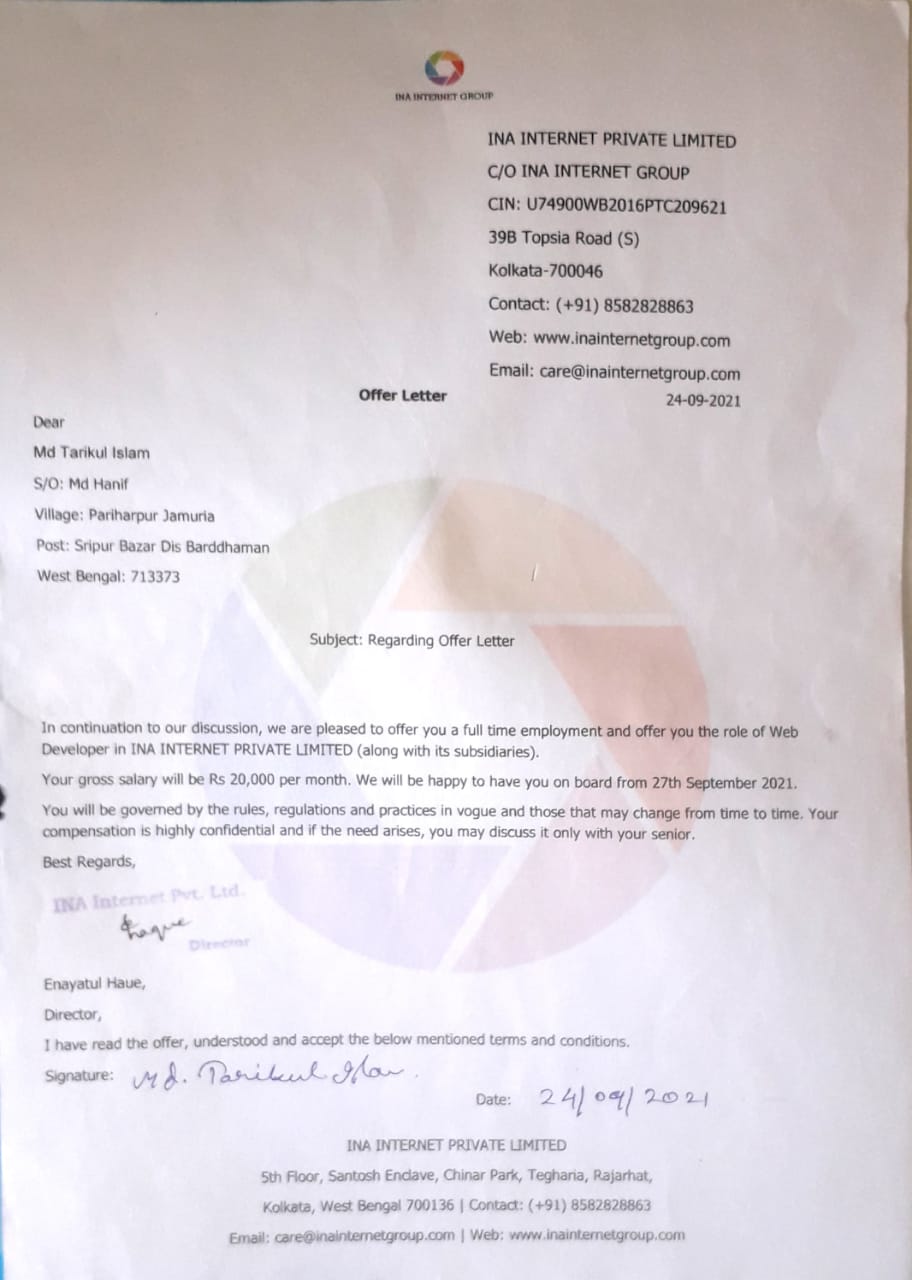 INA INTERNET GROUP
INA INTERNET PRIVATE LIMITED
C/O INA INTERNET GROUP
CIN: U74900WB2016PTC209621
39B Topsia Road (S)
Kolkata-700046
Contact: (+91) 8582828863
Web: www.inainternetgroup.com
Email: care@inainternetgroup.com
Offer Letter
24-09-2021
Dear
Md Tarikul Islam
S/O: Md Hanif
Village: Pariharpur Jamuria
Post: Sripur Bazar Dis Barddhaman
West Bengal: 713373
Subject: Regarding Offer Letter
In continuation to our discussion, we are pleased to offer you a full time employment and offer you the role of Web
Developer in INA INTERNET PRIVATE LIMITED (along with its subsidiaries).
Your gross salary will be Rs 20,000 per month. We will be happy to have you on board from 27th September 2021.
You will be governed by the rules, regulations and practices in vogue and those that may change from time to time. Your
compensation is highly confidential and if the need arises, you may discuss it only with your senior.
Best Regards,
INA Internet Pvt. Ltd.
Director
Enayatul Haue,
Director,
I have read the offer, understood and accept the below mentioned terms and conditions.
Signature: Md. Tarikul Islam.
Date: 24/09/2021
INA INTERNET PRIVATE LIMITED
5th Floor, Santosh Enclave, Chinar Park, Tegharia, Rajarhat,
Kolkata, West Bengal 700136 | Contact: (+91) 8582828863
Email: care@inainternetgroup.com | Web: www.inainternetgroup.com